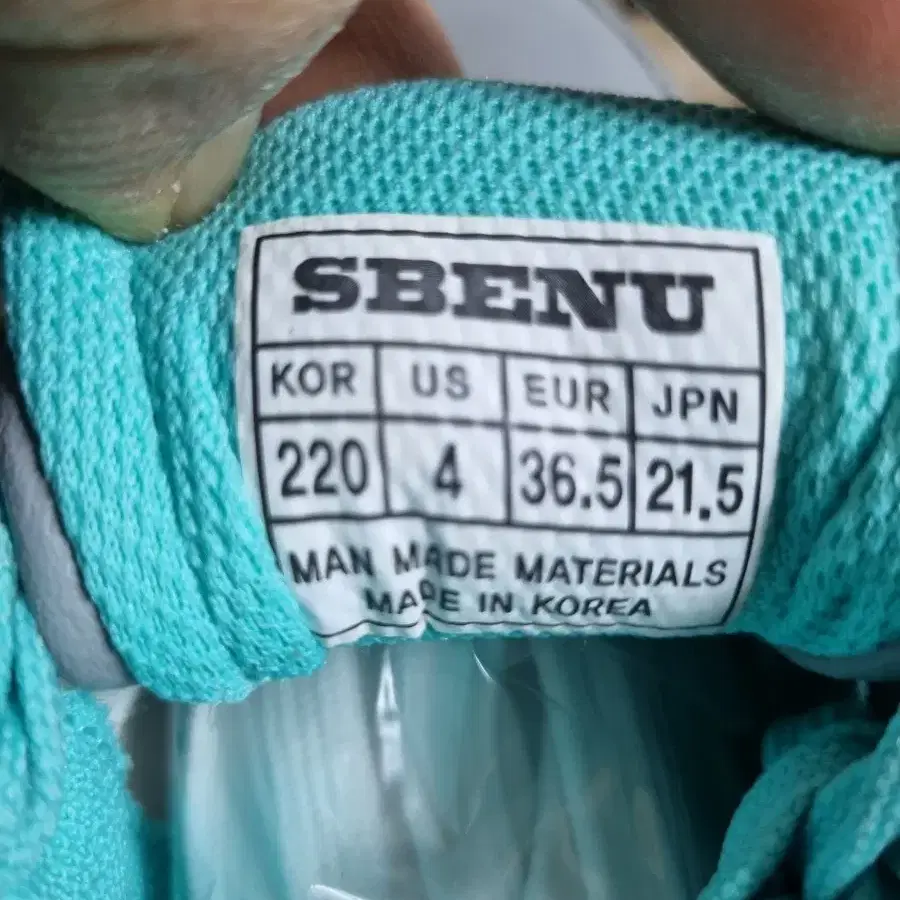 SBENU
KOR US EUR JPN
220 4 36.5 21.5
MAN MADE MATERIALS
MADE IN KOREA